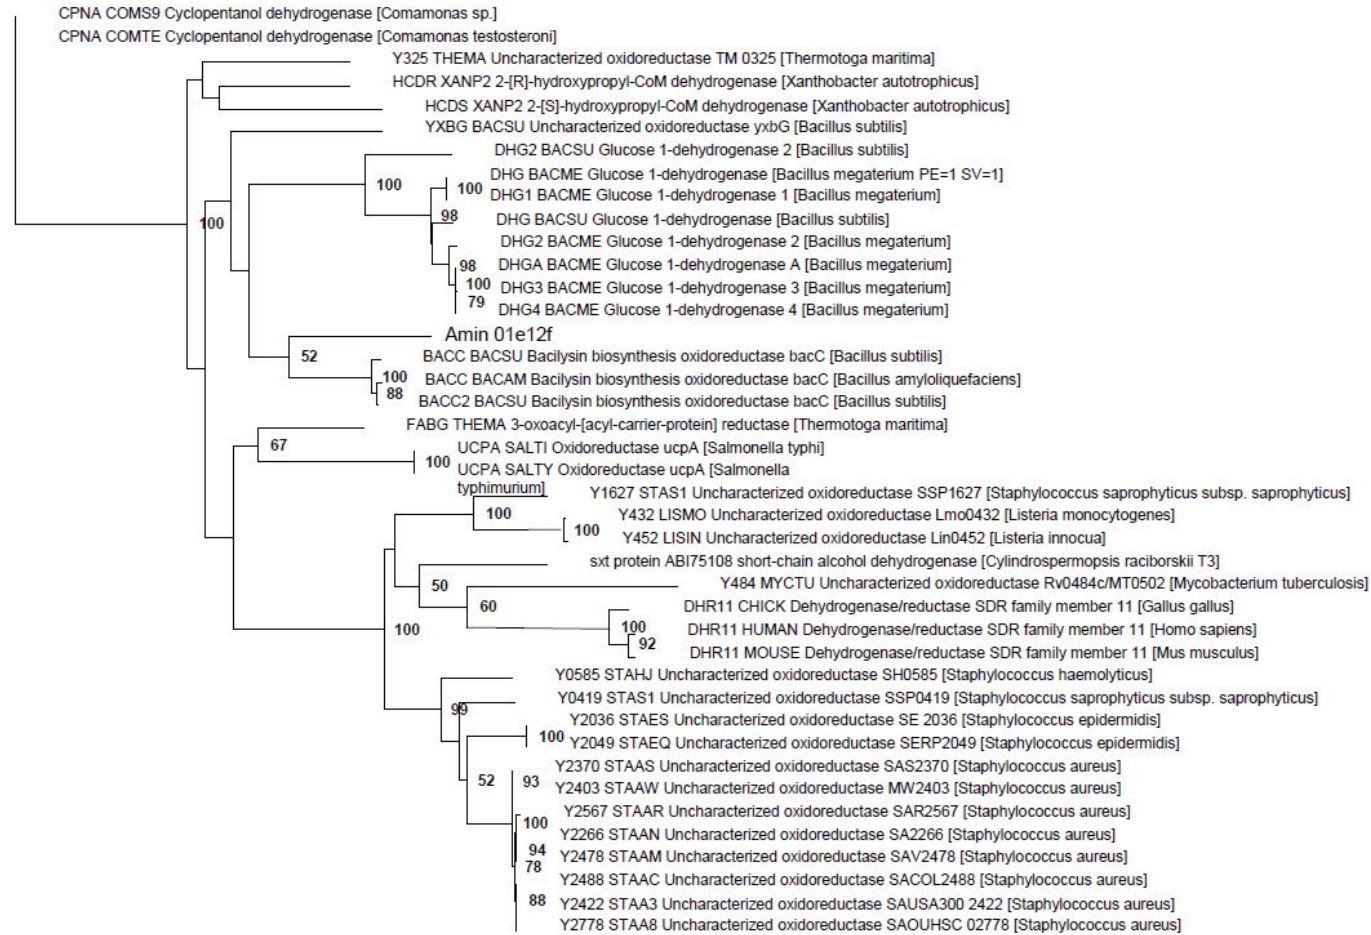 CPNA COMS9 Cyclopentanol dehydrogenase [Comamonas sp.]
CPNA COMTE Cyclopentanol dehydrogenase [Comamonas testosteroni]
Y325 THEMA Uncharacterized oxidoreductase TM 0325 [Thermotoga maritima]
HCDR XANP2 2-[R]-hydroxypropyl-CoM dehydrogenase [Xanthobacter autotrophicus]
HCDS XANP2 2-[S]-hydroxypropyl-CoM dehydrogenase [Xanthobacter autotrophicus]
YXBG BACSU Uncharacterized oxidoreductase yxbG [Bacillus subtilis]
DHG2 BACSU Glucose 1-dehydrogenase 2 [Bacillus subtilis]
DHG BACME Glucose 1-dehydrogenase [Bacillus megaterium PE=1 SV=1]
100
100
DHG1 BACME Glucose 1-dehydrogenase 1 [Bacillus megaterium]
98
DHG BACSU Glucose 1-dehydrogenase [Bacillus subtilis]
100
DHG2 BACME Glucose 1-dehydrogenase 2 [Bacillus megaterium]
98
DHGA BACME Glucose 1-dehydrogenase A [Bacillus megaterium]
100
DHG3 BACME Glucose 1-dehydrogenase 3 [Bacillus megaterium]
79
DHG4 BACME Glucose 1-dehydrogenase 4 [Bacillus megaterium]
Amin 01e12f
52
BACC BACSU Bacilysin biosynthesis oxidoreductase bacC [Bacillus subtilis]
100
BACC BACAM Bacilysin biosynthesis oxidoreductase bacC [Bacillus amyloliquefaciens]
88
BACC2 BACSU Bacilysin biosynthesis oxidoreductase bacC [Bacillus subtilis]
FABG THEMA 3-oxoacyl-[acyl-carrier-protein] reductase [Thermotoga maritima]
67
UCPA SALTI Oxidoreductase ucpA [Salmonella typhi]
100
UCPA SALTY Oxidoreductase ucpA [Salmonella
typhimurium]
Y1627 STAS1 Uncharacterized oxidoreductase SSP1627 [Staphylococcus saprophyticus subsp. saprophyticus]
100
Y432 LISMO Uncharacterized oxidoreductase Lmo0432 [Listeria monocytogenes]
100
Y452 LISIN Uncharacterized oxidoreductase Lin0452 [Listeria innocua]
sxt protein ABI75108 short-chain alcohol dehydrogenase [Cylindrospermopsis raciborskii T3]
50
Y484 MYCTU Uncharacterized oxidoreductase Rv0484c/MT0502 [Mycobacterium tuberculosis]
60
DHR11 CHICK Dehydrogenase/reductase SDR family member 11 [Gallus gallus]
100
100
DHR11 HUMAN Dehydrogenase/reductase SDR family member 11 [Homo sapiens]
92
DHR11 MOUSE Dehydrogenase/reductase SDR family member 11 [Mus musculus]
Y0585 STAHJ Uncharacterized oxidoreductase SH0585 [Staphylococcus haemolyticus]
Y0419 STAS1 Uncharacterized oxidoreductase SSP0419 [Staphylococcus saprophyticus subsp. saprophyticus]
99
Y2036 STAES Uncharacterized oxidoreductase SE 2036 [Staphylococcus epidermidis]
100
Y2049 STAEQ Uncharacterized oxidoreductase SERP2049 [Staphylococcus epidermidis]
Y2370 STAAS Uncharacterized oxidoreductase SAS2370 [Staphylococcus aureus]
52
93
Y2403 STAAW Uncharacterized oxidoreductase MW2403 [Staphylococcus aureus]
Y2567 STAAR Uncharacterized oxidoreductase SAR2567 [Staphylococcus aureus]
100
Y2266 STAAN Uncharacterized oxidoreductase SA2266 [Staphylococcus aureus]
94
Y2478 STAAM Uncharacterized oxidoreductase SAV2478 [Staphylococcus aureus]
78
Y2488 STAAC Uncharacterized oxidoreductase SACOL2488 [Staphylococcus aureus]
88
Y2422 STAA3 Uncharacterized oxidoreductase SAUSA300 2422 [Staphylococcus aureus]
Y2778 STAA8 Uncharacterized oxidoreductase SAOUHSC 02778 [Staphylococcus aureus]